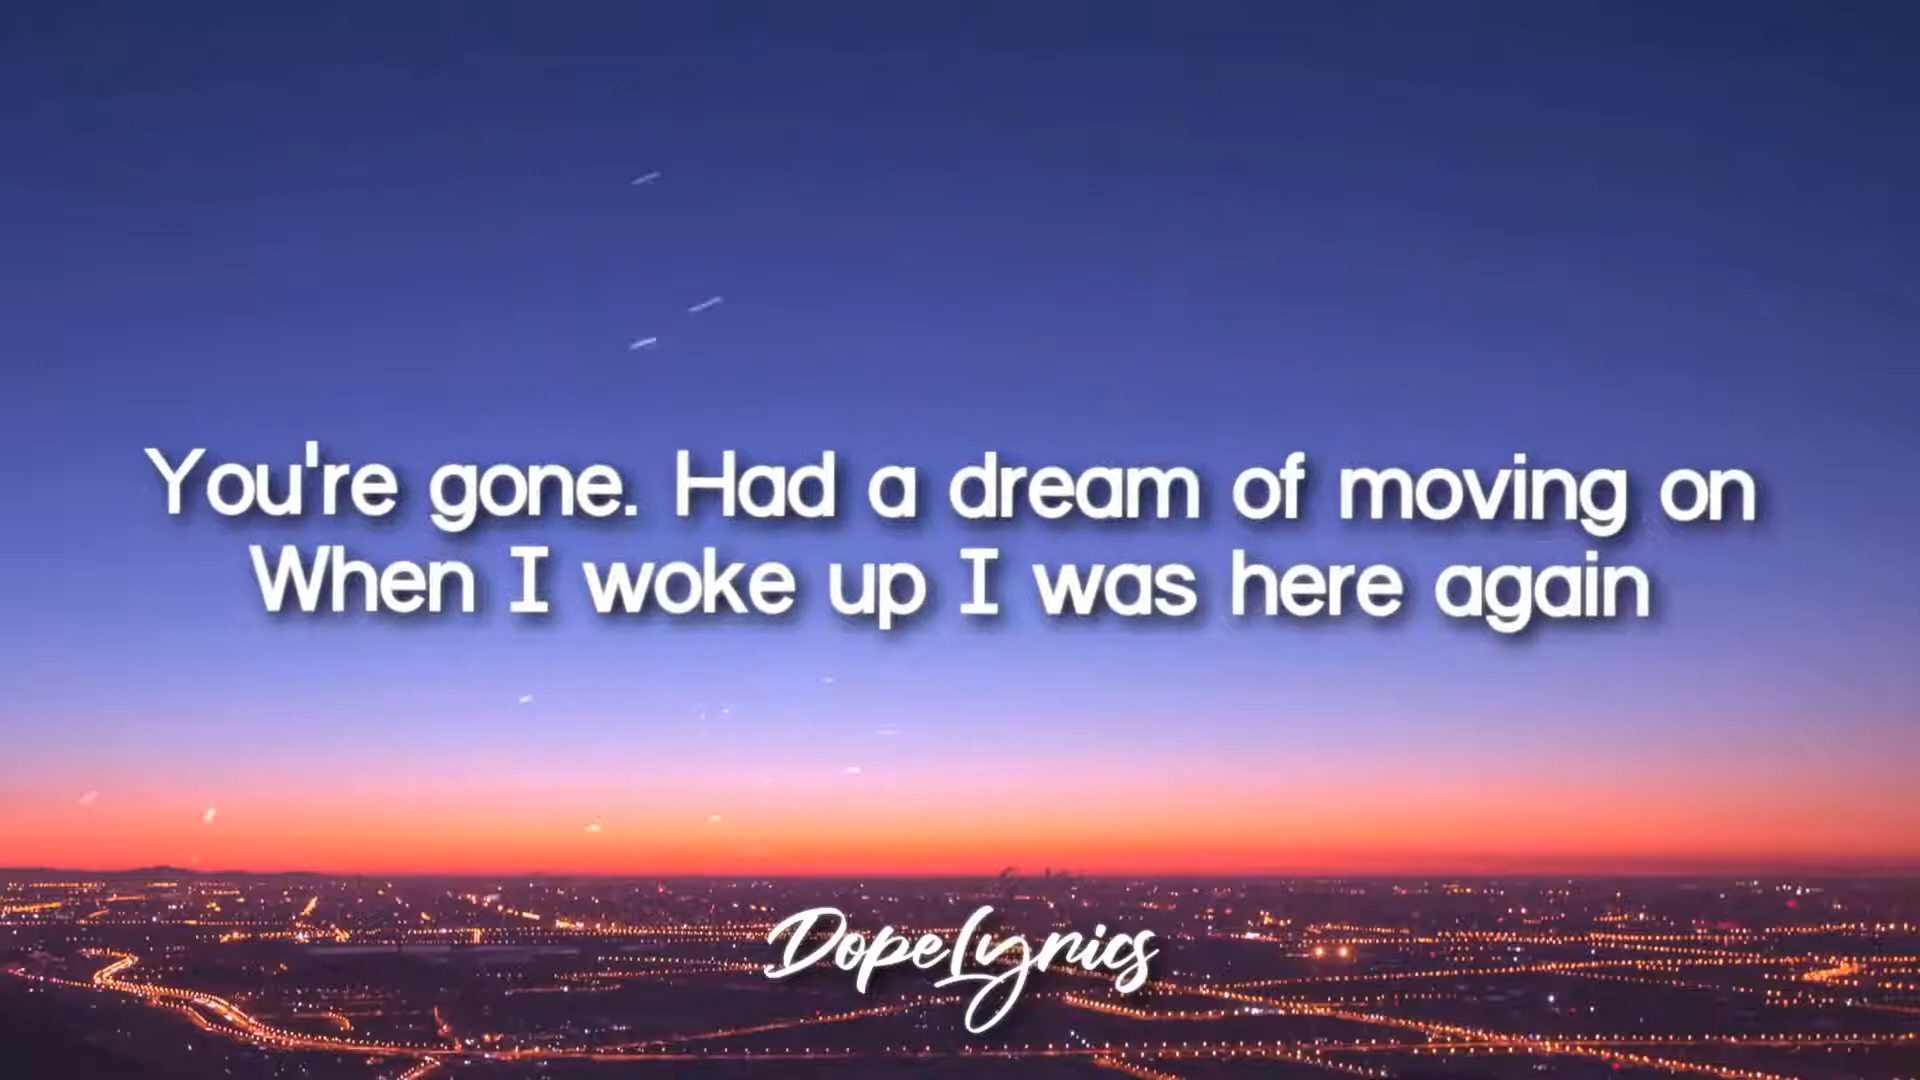 You're gone. Had a dream of moving on
When I woke up I was here again
DopeLyrics